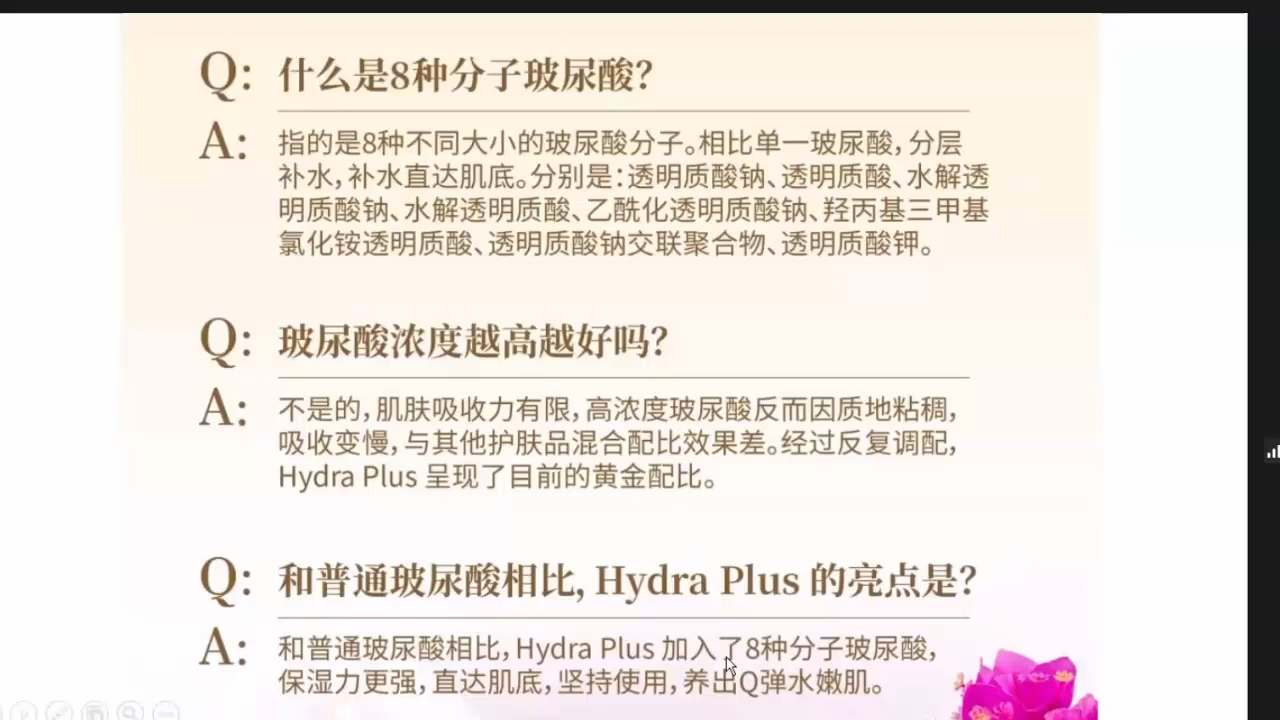 Q: 什么是8种分子玻尿酸?
A: 指的是8种不同大小的玻尿酸分子。相比单一玻尿酸,分层
补水,补水直达肌底。分别是:透明质酸钠、透明质酸、水解透
明质酸钠、水解透明质酸、乙酰化透明质酸钠、羟丙基三甲基
氯化铵透明质酸、透明质酸钠交联聚合物、透明质酸钾。
Q: 玻尿酸浓度越高越好吗?
A: 不是的,肌肤吸收力有限,高浓度玻尿酸反而因质地粘稠,
吸收变慢,与其他护肤品混合配比效果差。经过反复调配,
Hydra Plus 呈现了目前的黄金配比。
Q: 和普通玻尿酸相比, Hydra Plus 的亮点是?
A: 和普通玻尿酸相比,Hydra Plus 加入了8种分子玻尿酸,
保湿力更强,直达肌底,坚持使用,养出Q弹水嫩肌。